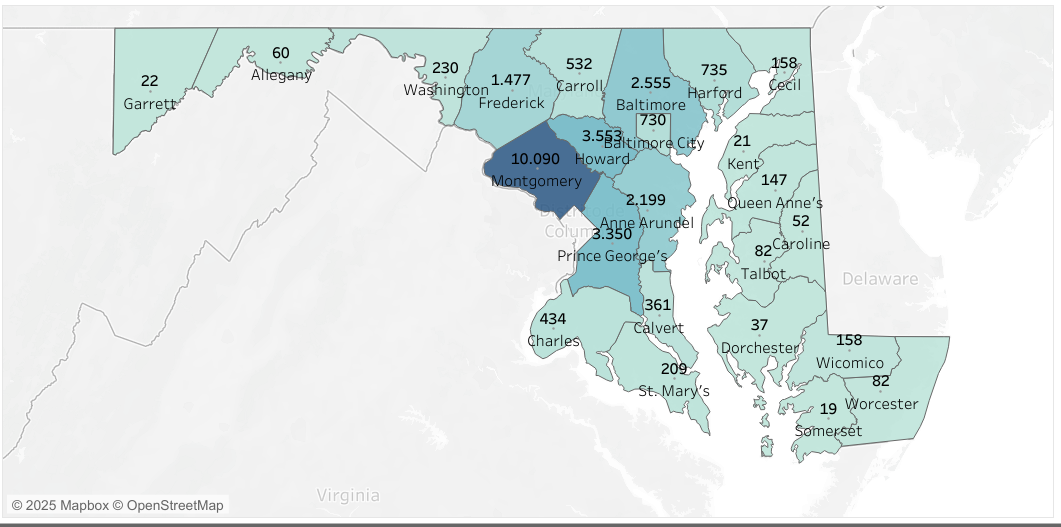 22
Garrett
60
Allegany
230
Washington
1.477
Frederick
532
Carroll
2.555
Baltimore
735
Harford
158
Cecil
730
Baltimore City
3.553
Howard
10.090
Montgomery
21
Kent
147
Queen Anne's
2.199
Anne Arundel
52
Caroline
3.350
Prince George's
82
Talbot
Delaware
361
Calvert
434
Charles
37
Dorchester
158
Wicomico
209
St. Mary's
82
Worcester
19
Somerset
Virginia
© 2025 Mapbox © OpenStreetMap